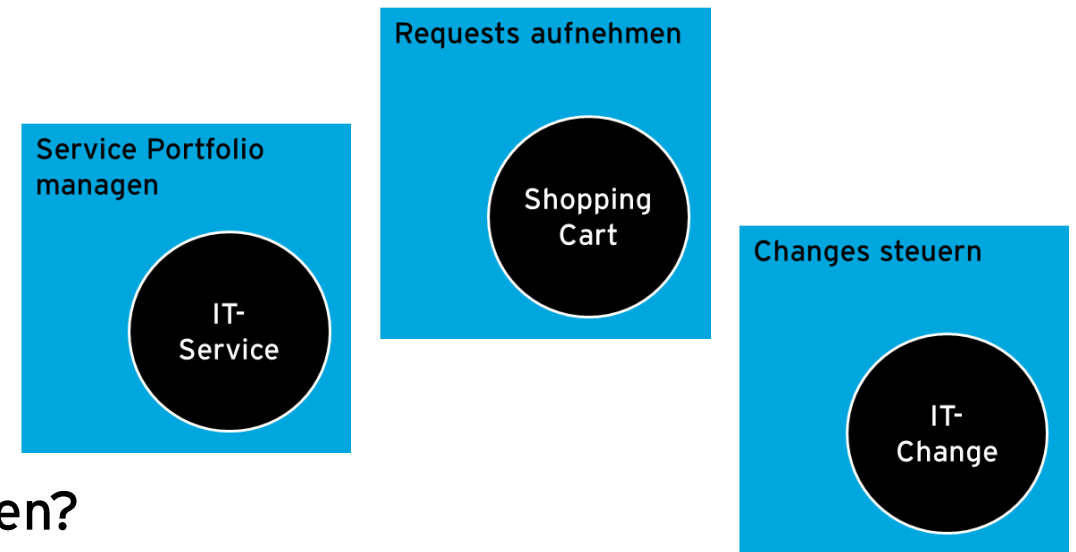 Requests aufnehmen
Shopping
Cart
Service Portfolio
managen
IT-
Service
Changes steuern
IT-
Change
en?